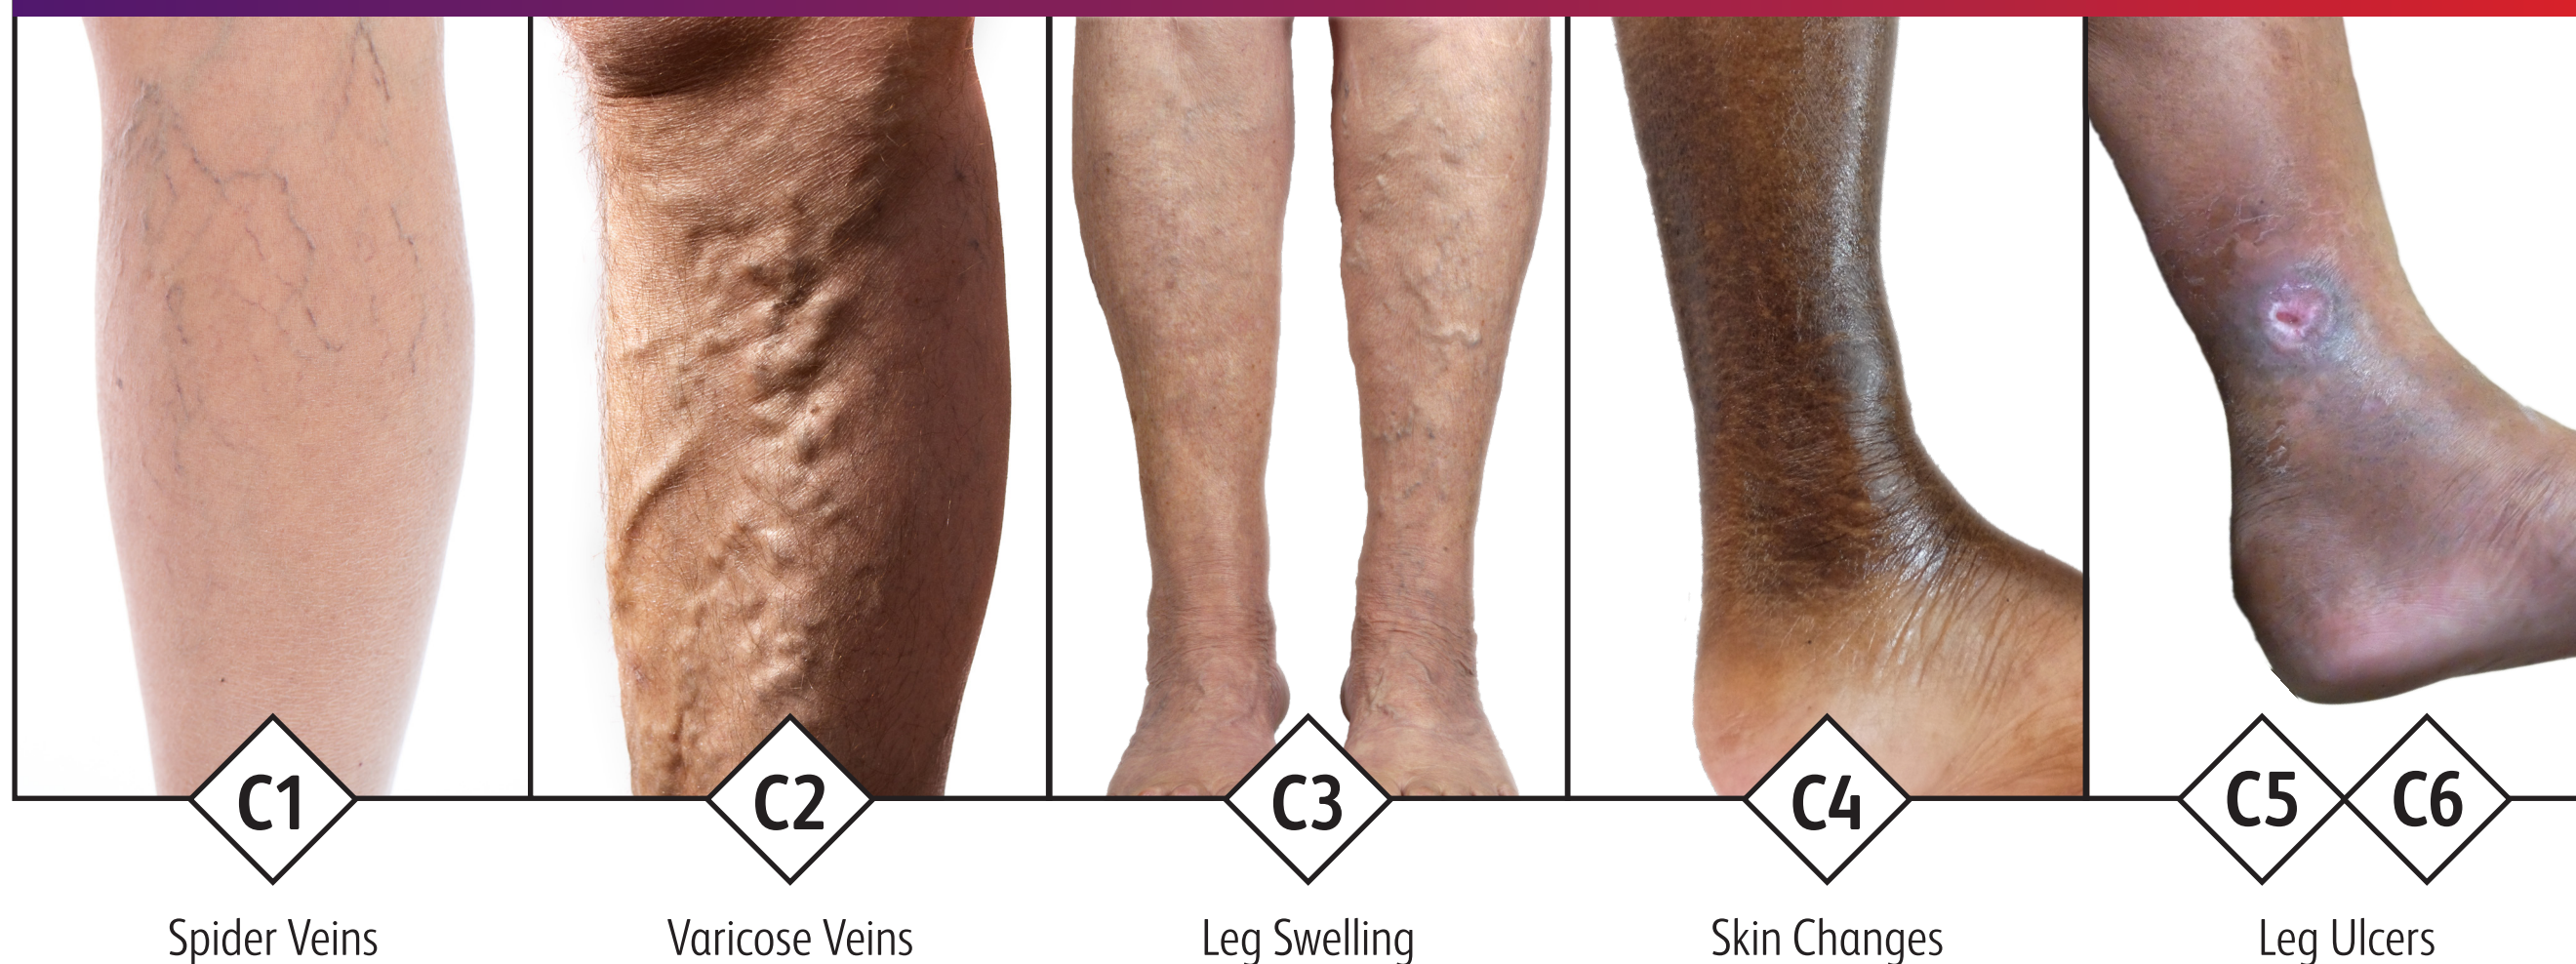 C1
C2
C3
C4
C5
C6
Spider Veins
Varicose Veins
Leg Swelling
Skin Changes
Leg Ulcers